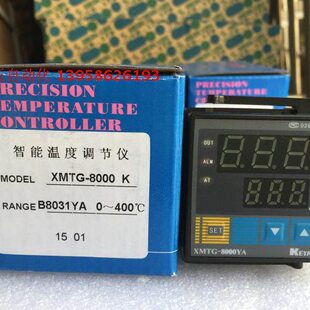 13958626193
PRECISION
TEMPERATURE
CONTROLLER
智能温度调节仪
MODEL XMTG-8000 K
RANGE B8031YA 0～400℃
15 01
PRECISION
TEMPERATURE
CONTROLLER
OUT
ALM
AT
SET
XMTG-8000YA